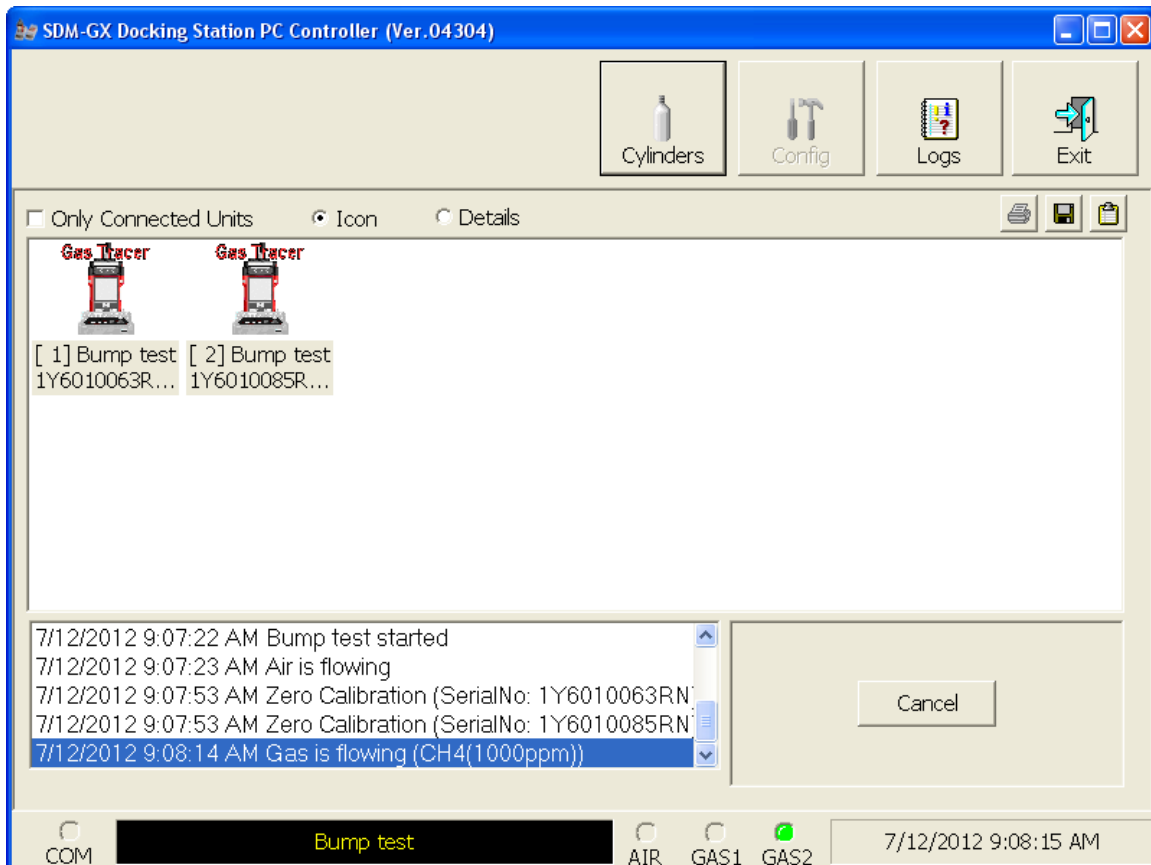 SDM-GX Docking Station PC Controller (Ver.04304)
Cylinders
Config
Logs
Exit
Only Connected Units
Icon
Details
Gas Tracer
Gas Tracer
[ 1] Bump test
1Y6010063R...
[ 2] Bump test
1Y6010085R...
7/12/2012 9:07:22 AM Bump test started
7/12/2012 9:07:23 AM Air is flowing
7/12/2012 9:07:53 AM Zero Calibration (SerialNo: 1Y6010063RN
7/12/2012 9:07:53 AM Zero Calibration (SerialNo: 1Y6010085RN
7/12/2012 9:08:14 AM Gas is flowing (CH4(1000ppm))
Cancel
COM
Bump test
AIR
GAS1
GAS2
7/12/2012 9:08:15 AM